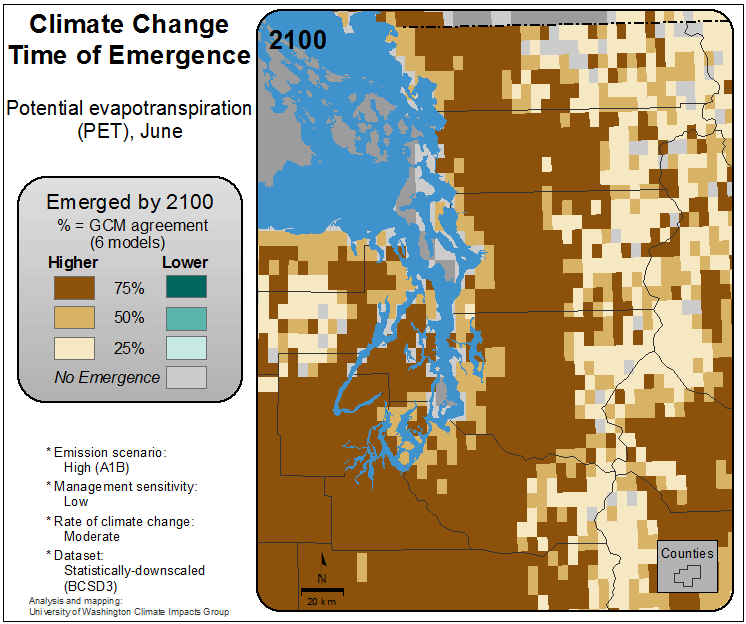 Climate Change
Time of Emergence
Potential evapotranspiration
(PET), June
Emerged by 2100
% = GCM agreement
(6 models)
Higher Lower
75%
50%
25%
No Emergence
* Emission scenario:
High (A1B)
* Management sensitivity:
Low
* Rate of climate change:
Moderate
* Dataset:
Statistically-downscaled
(BCSD3)
Analysis and mapping:
University of Washington Climate Impacts Group
2100
N
20 km
Counties